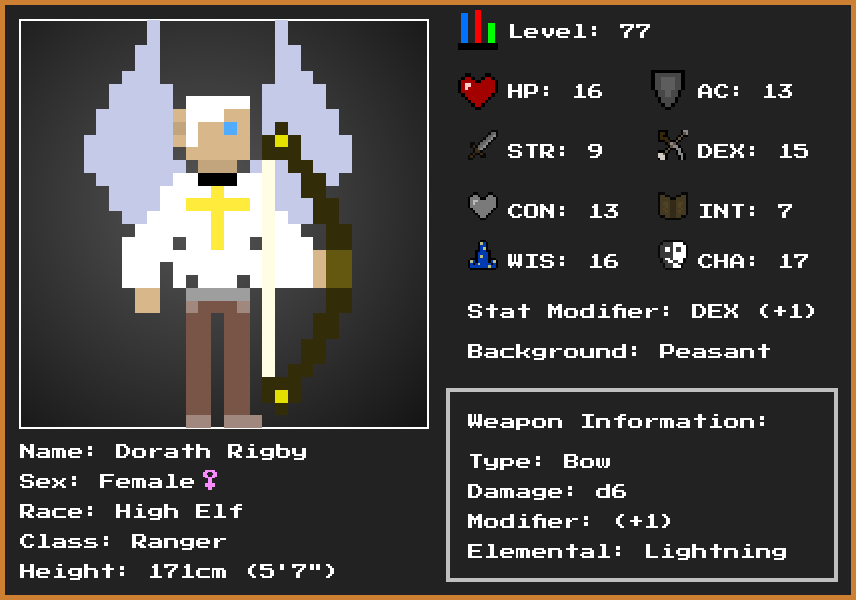 Level: 77
HP: 16
AC: 13
STR: 9
DEX: 15
CON: 13
INT: 7
WIS: 16
CHA: 17
Stat Modifier: DEX (+1)
Background: Peasant
Weapon Information:
Type: Bow
Damage: d6
Modifier: (+1)
Elemental: Lightning
Name: Dorath Rigby
Sex: Female♀
Race: High Elf
Class: Ranger
Height: 171cm (5'7")